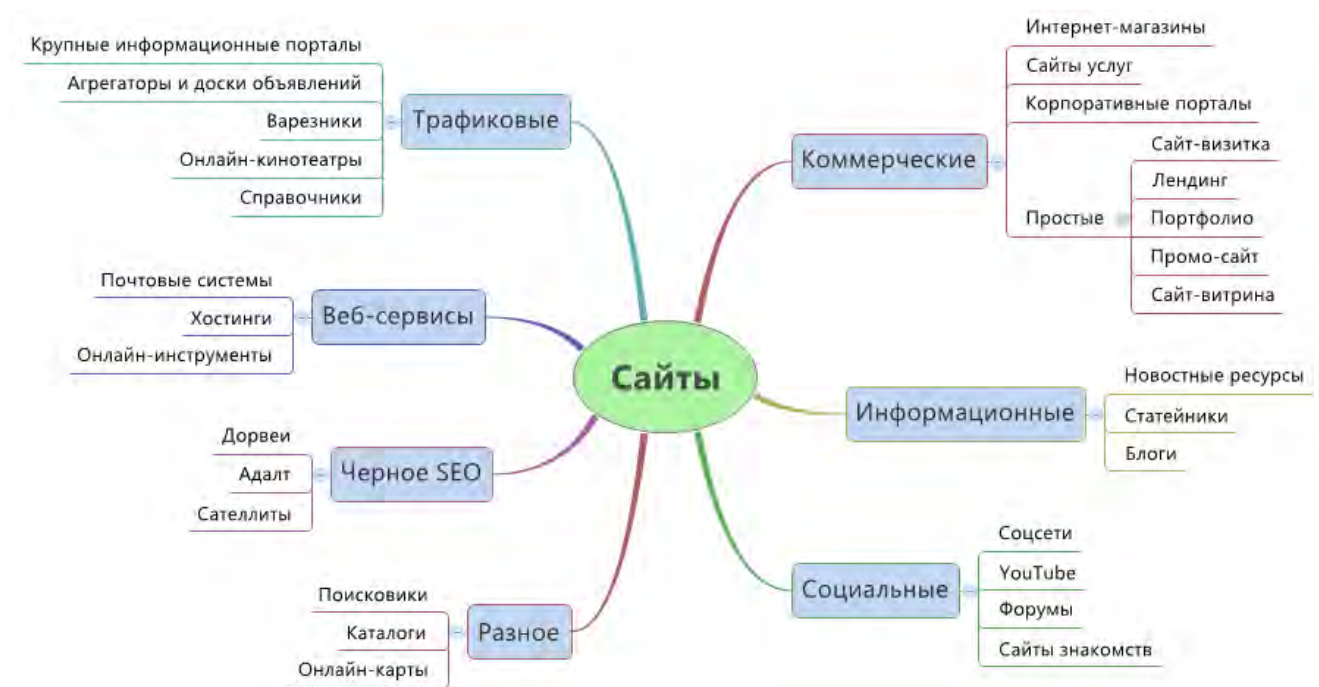 Сайты
Трафиковые
Крупные информационные порталы
Агрегаторы и доски объявлений
Варезники
Онлайн-кинотеатры
Справочники
Веб-сервисы
Почтовые системы
Хостинги
Онлайн-инструменты
Черное SEO
Дорвеи
Адалт
Сателлиты
Разное
Поисковики
Каталоги
Онлайн-карты
Коммерческие
Интернет-магазины
Сайты услуг
Корпоративные порталы
Простые
Сайт-визитка
Лендинг
Портфолио
Промо-сайт
Сайт-витрина
Информационные
Новостные ресурсы
Статейники
Блоги
Социальные
Соцсети
YouTube
Форумы
Сайты знакомств